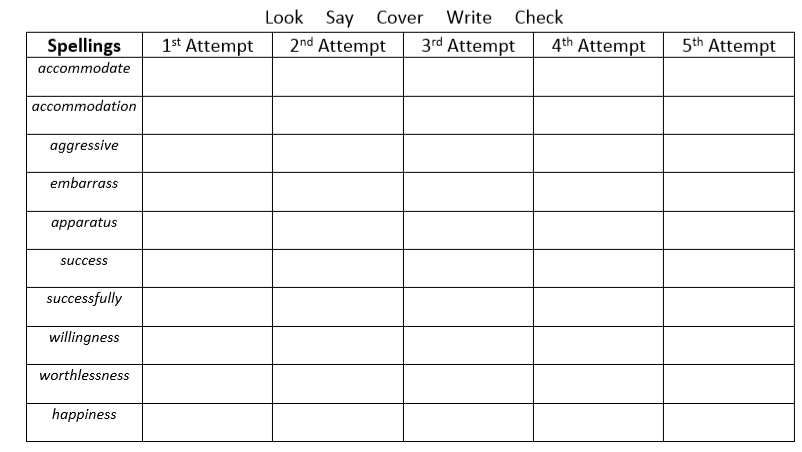 Look Say Cover Write Check
Spellings 1st Attempt 2nd Attempt 3rd Attempt 4th Attempt 5th Attempt
accommodate
accommodation
aggressive
embarrass
apparatus
success
successfully
willingness
worthlessness
happiness